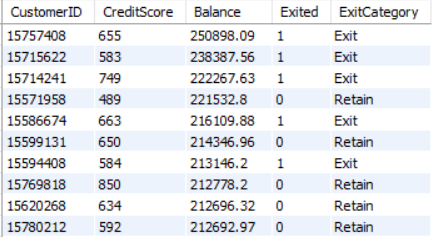 CustomerID CreditScore Balance Exited ExitCategory
15757408 655 250898.09 1 Exit
15715622 583 238387.56 1 Exit
15714241 749 222267.63 1 Exit
15571958 489 221532.8 0 Retain
15586674 663 216109.88 1 Exit
15599131 650 214346.96 0 Retain
15594408 584 213146.2 1 Exit
15769818 850 212778.2 0 Retain
15620268 634 212696.32 0 Retain
15780212 592 212692.97 0 Retain